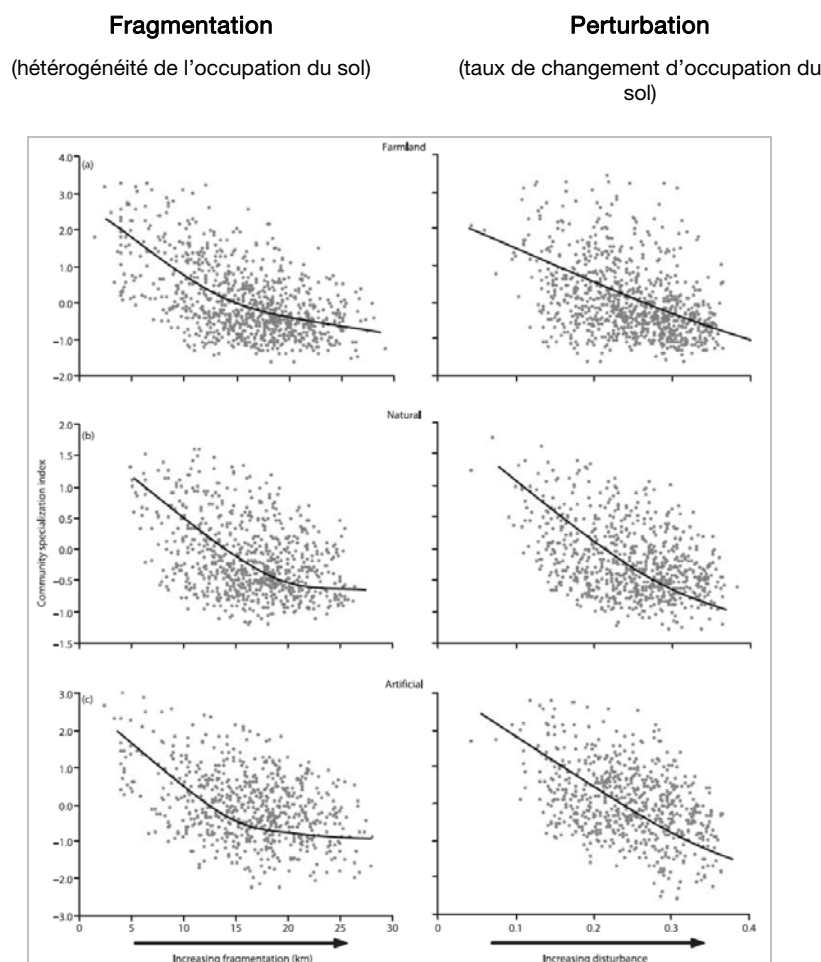 Fragmentation
(hétérogénéité de l'occupation du sol)
Perturbation
(taux de changement d'occupation du
sol)
Farmland
(a)
4.0
3.0
2.0
1.0
0.0
−1.0
−2.0
Natural
(b)
2.0
1.5
1.0
0.5
0.0
−0.5
−1.0
−1.5
Community specialization index
Artificial
(c)
3.0
2.0
1.0
0.0
−1.0
−2.0
−3.0
0 5 10 15 20 25 30
0 0.1 0.2 0.3 0.4
Increasing fragmentation (km)
Increasing disturbance